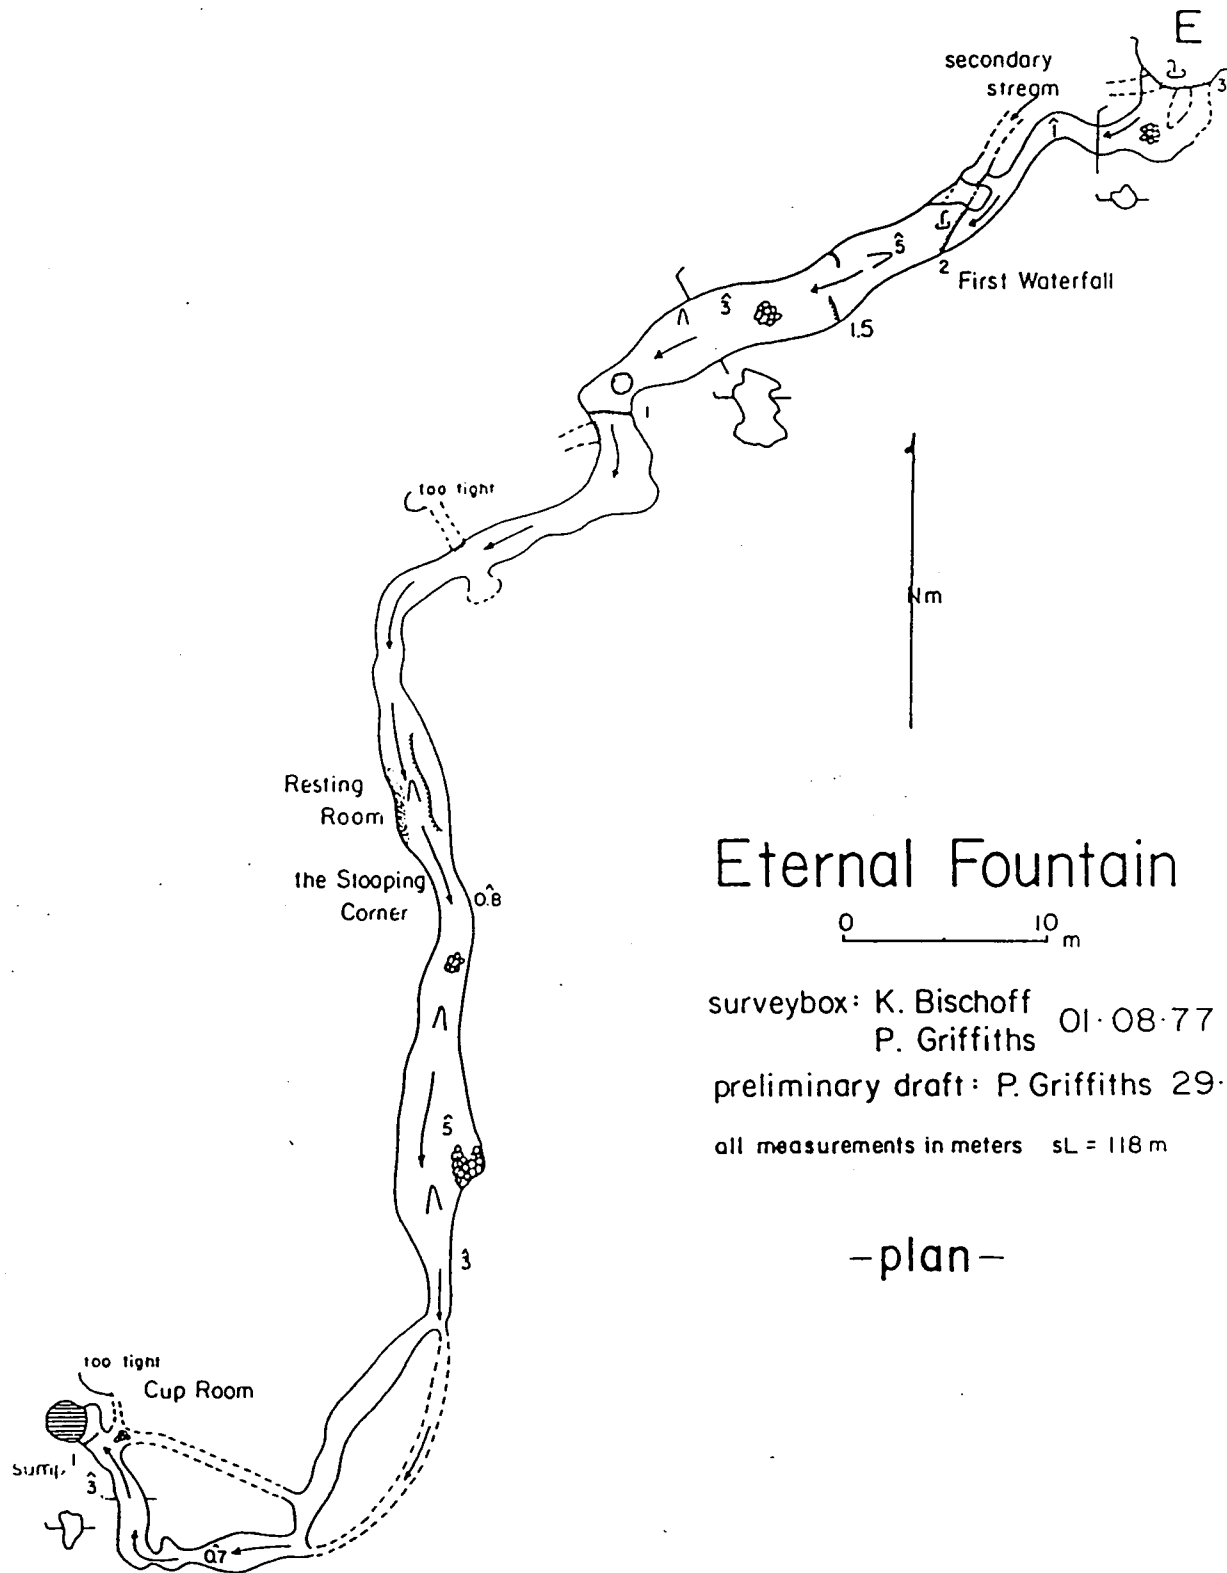 E
secondary
stream
3
1̂
5̂
2
First Waterfall
3̂
1.5
1
too tight
Nm
Resting
Room
the Stooping
Corner
0.8̂
Eternal Fountain
0 10 m
surveybox: K. Bischoff 01·08·77
P. Griffiths
preliminary draft: P. Griffiths 29·
all measurements in meters sL = 118 m
5̂
3̂
-plan-
too tight
Cup Room
sump
1
3̂
0.7̂